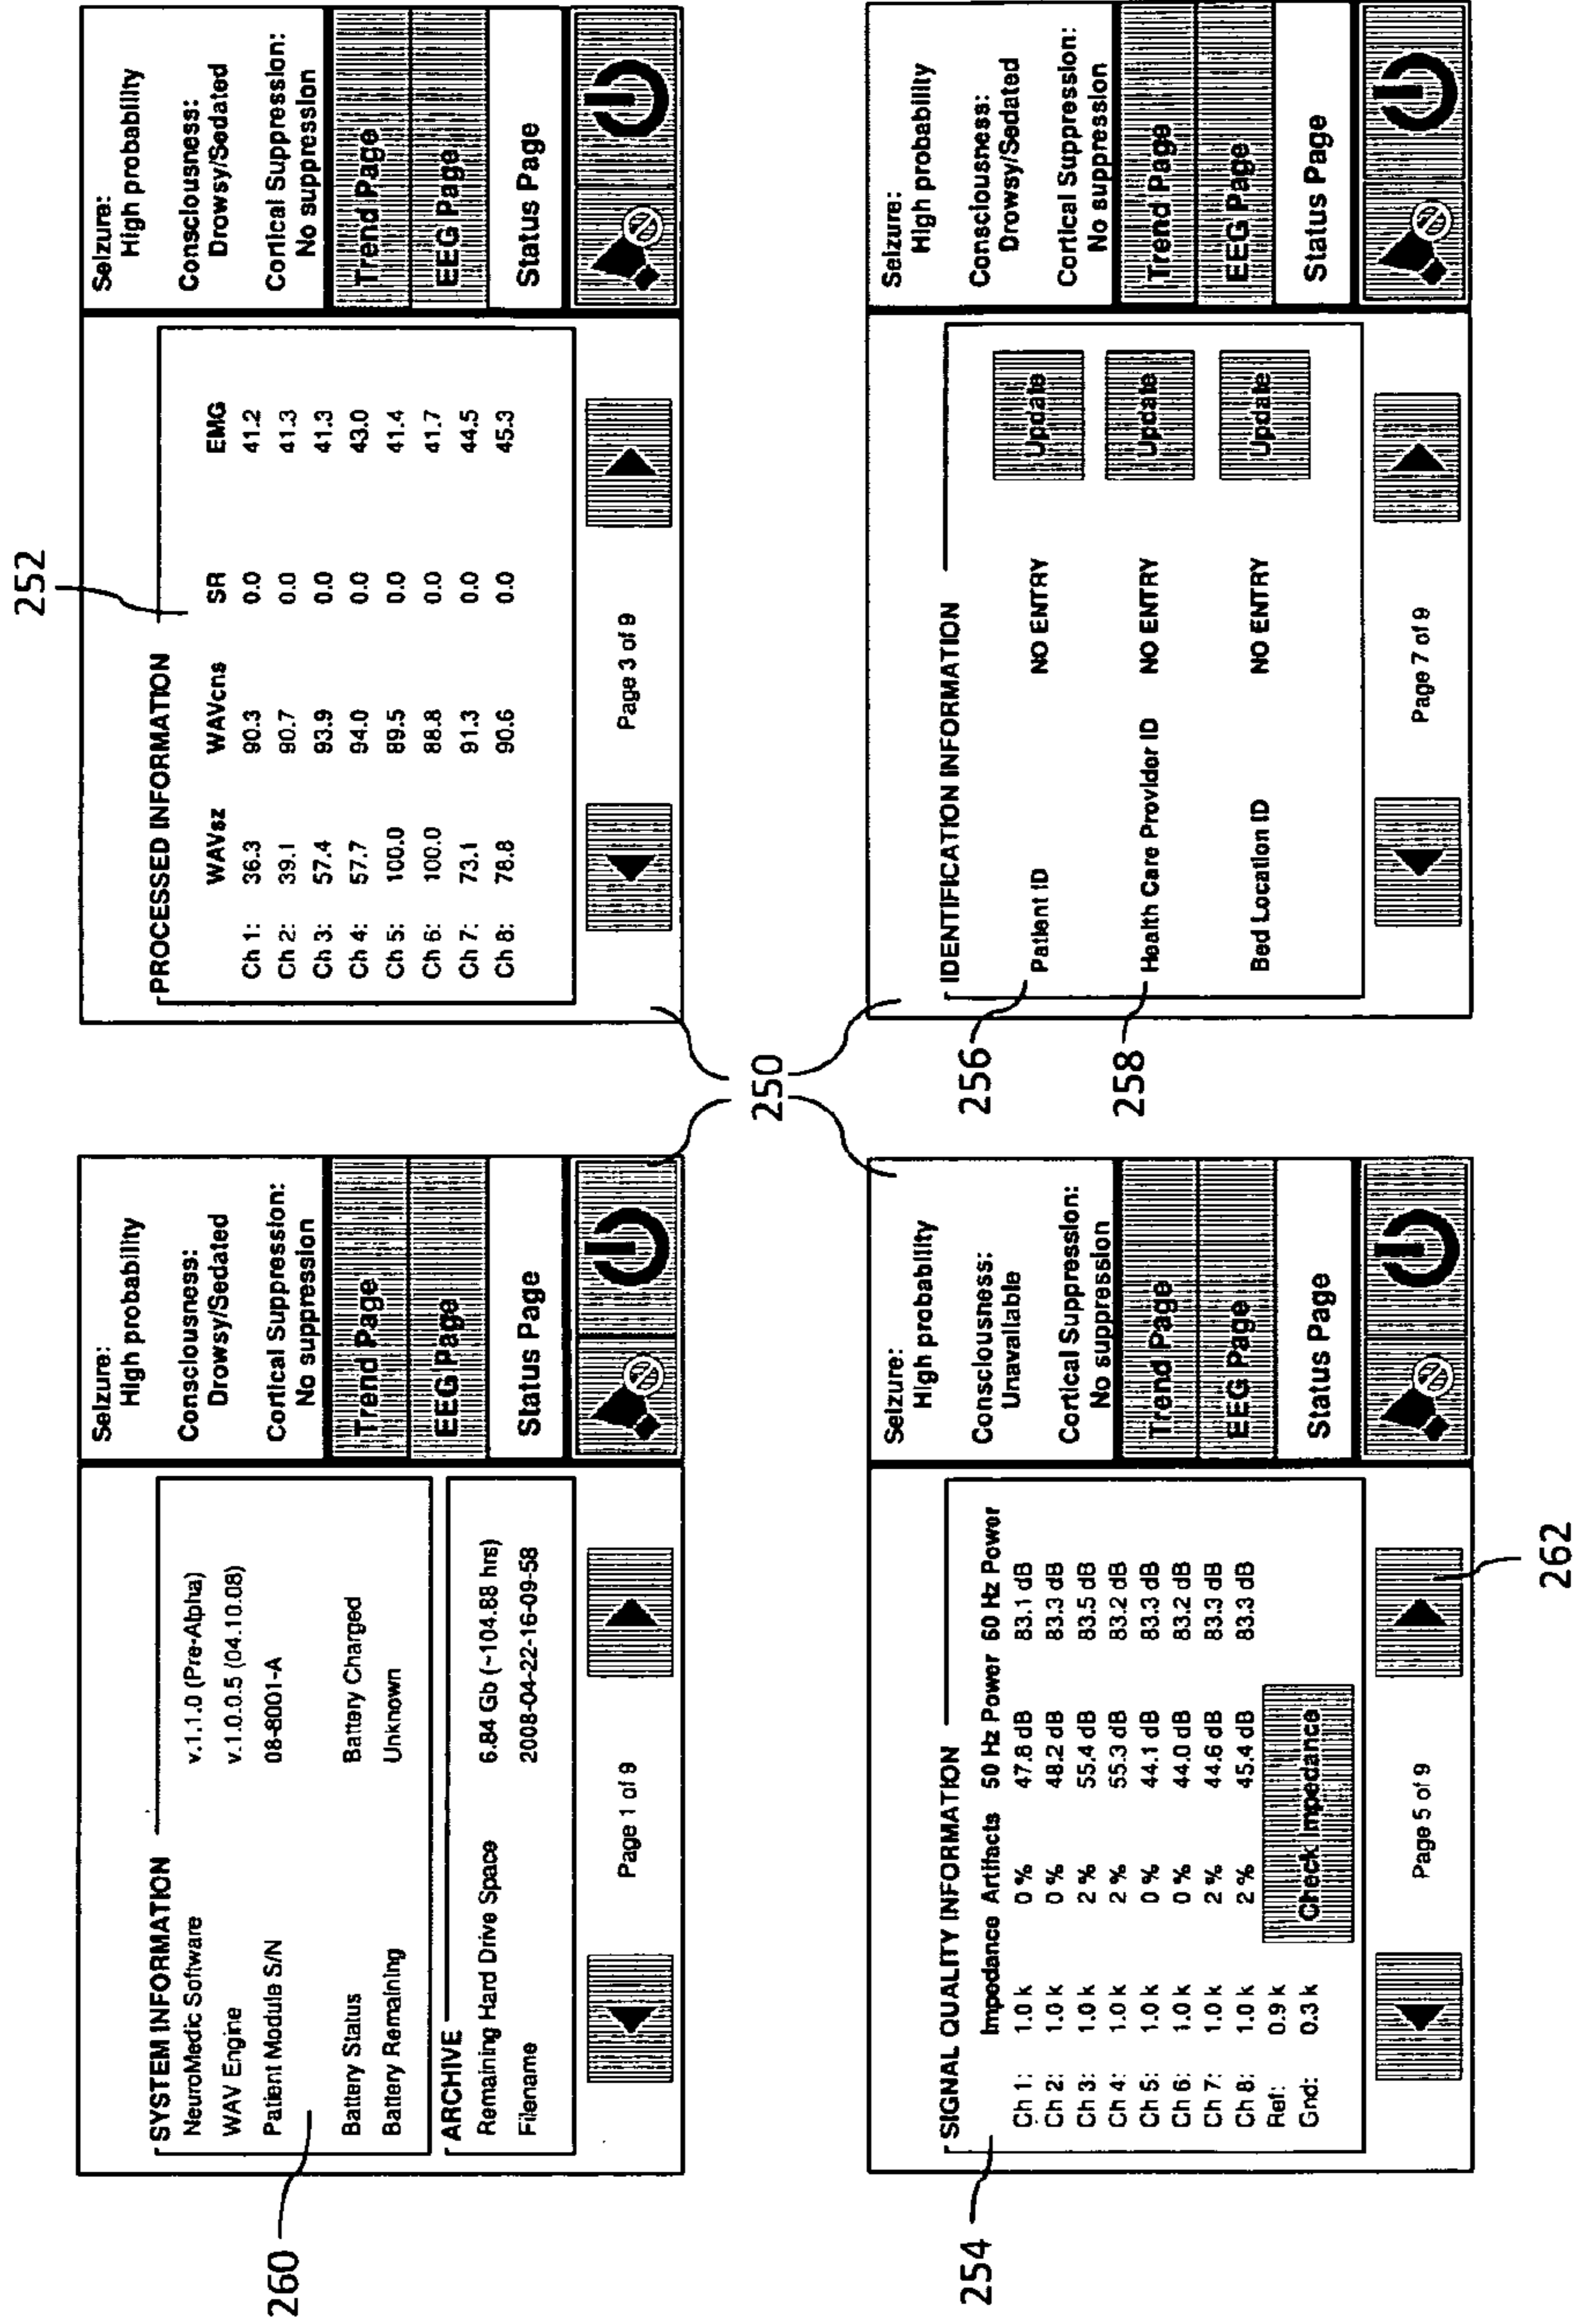 260
SYSTEM INFORMATION
NeuroMedic Software v.1.1.0 (Pre-Alpha)
WAV Engine v.1.0.0.5 (04.10.08)
Patient Module S/N 08-8001-A
Battery Status Battery Charged
Battery Remaining Unknown
ARCHIVE
Remaining Hard Drive Space 6.84 Gb (~104.88 hrs)
Filename 2008-04-22-16-09-58
Page 1 of 9
Seizure:
High probability
Consciousness:
Drowsy/Sedated
Cortical Suppression:
No suppression
Trend Page
EEG Page
Status Page
252
PROCESSED INFORMATION
WAVsz WAVcns SR EMG
Ch 1: 36.3 90.3 0.0 41.2
Ch 2: 39.1 90.7 0.0 41.3
Ch 3: 57.4 93.9 0.0 41.3
Ch 4: 57.7 94.0 0.0 43.0
Ch 5: 100.0 89.5 0.0 41.4
Ch 6: 100.0 88.8 0.0 41.7
Ch 7: 73.1 91.3 0.0 44.5
Ch 8: 78.8 90.6 0.0 45.3
Page 3 of 9
Seizure:
High probability
Consciousness:
Drowsy/Sedated
Cortical Suppression:
No suppression
Trend Page
EEG Page
Status Page
250
254
SIGNAL QUALITY INFORMATION
Impedance Artifacts 50 Hz Power 60 Hz Power
Ch 1: 1.0 k 0 % 47.8 dB 83.1 dB
Ch 2: 1.0 k 0 % 48.2 dB 83.3 dB
Ch 3: 1.0 k 2 % 55.4 dB 83.5 dB
Ch 4: 1.0 k 2 % 55.3 dB 83.2 dB
Ch 5: 1.0 k 0 % 44.1 dB 83.3 dB
Ch 6: 1.0 k 0 % 44.0 dB 83.2 dB
Ch 7: 1.0 k 2 % 44.6 dB 83.3 dB
Ch 8: 1.0 k 2 % 45.4 dB 83.3 dB
Ref: 0.9 k
Gnd: 0.3 k
Check Impedance
Page 5 of 9
262
Seizure:
High probability
Consciousness:
Unavailable
Cortical Suppression:
No suppression
Trend Page
EEG Page
Status Page
256
258
IDENTIFICATION INFORMATION
Patient ID NO ENTRY Update
Health Care Provider ID NO ENTRY Update
Bed Location ID NO ENTRY Update
Page 7 of 9
Seizure:
High probability
Consciousness:
Drowsy/Sedated
Cortical Suppression:
No suppression
Trend Page
EEG Page
Status Page